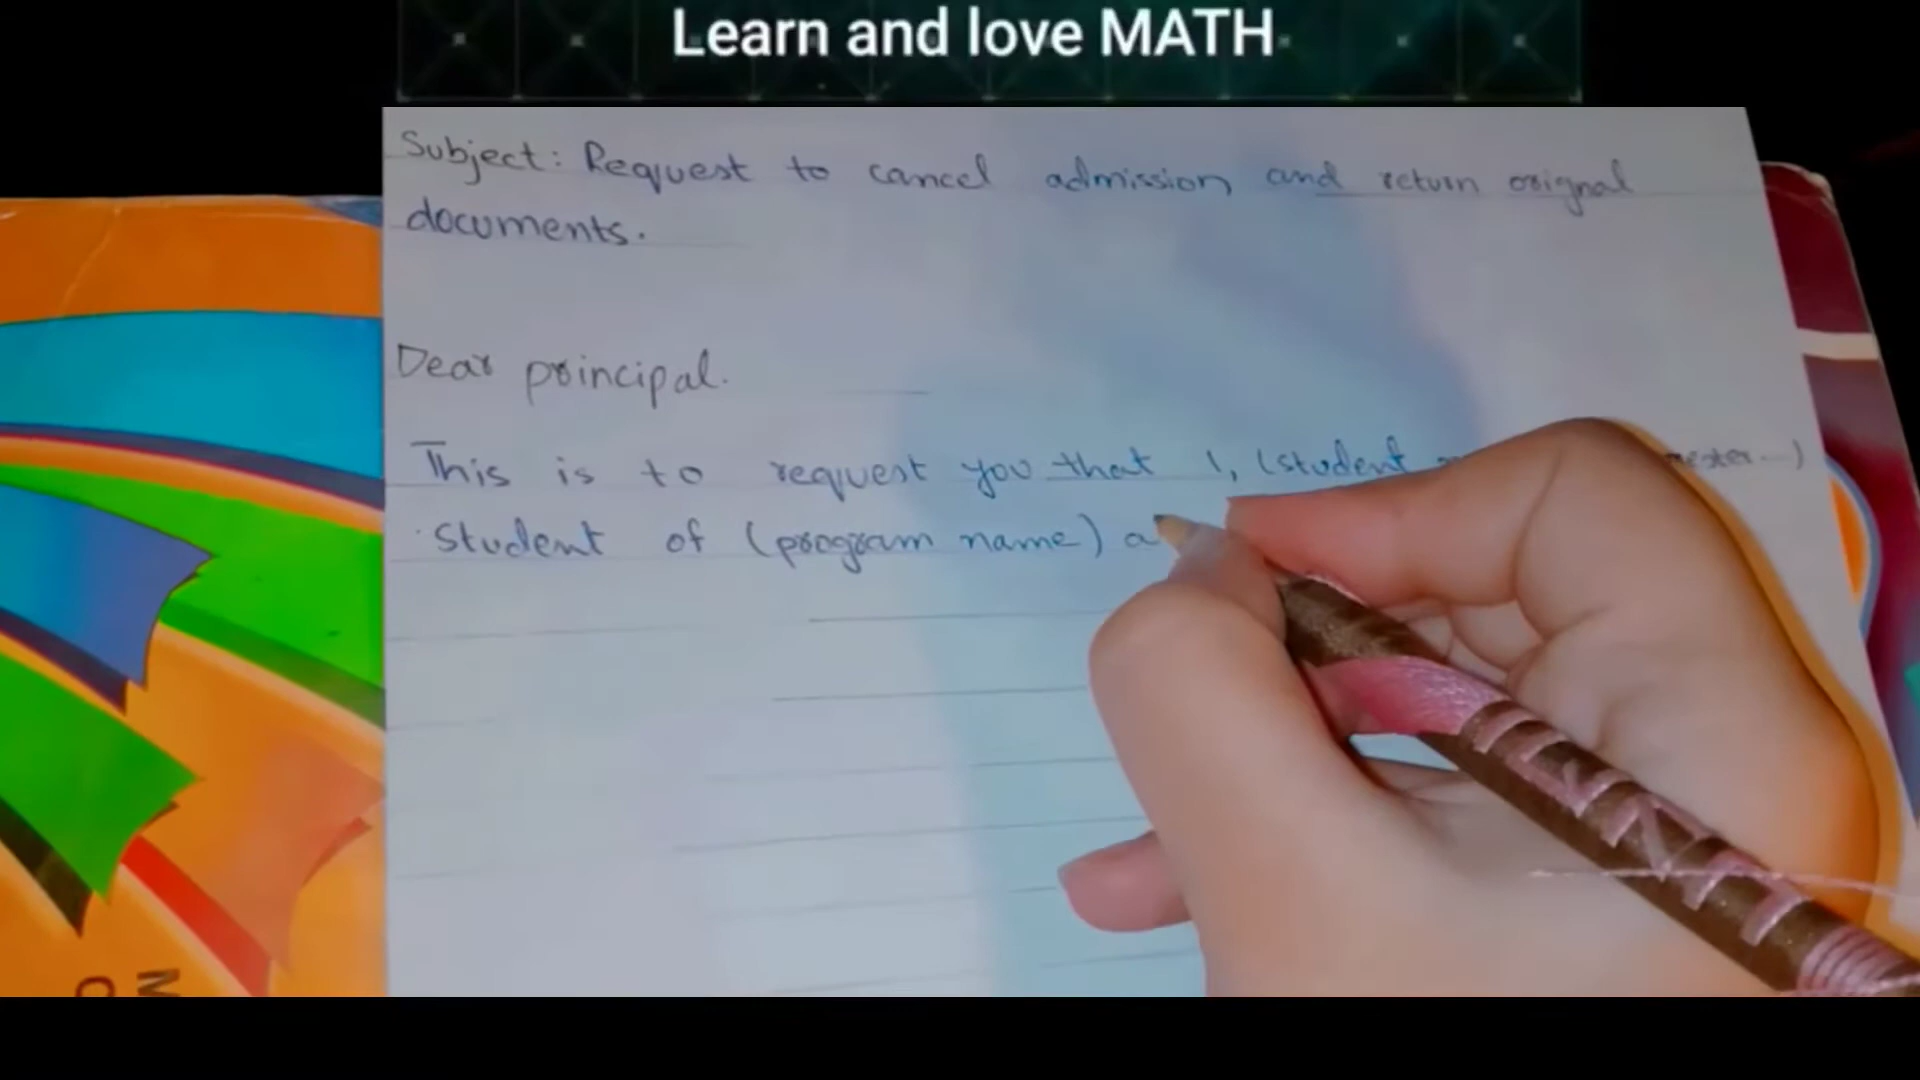 Learn and love MATH
Subject: Request to cancel admission and return orignal
documents.
Dear principal.
This is to request you that I, (student
student of (program name) a
M
C